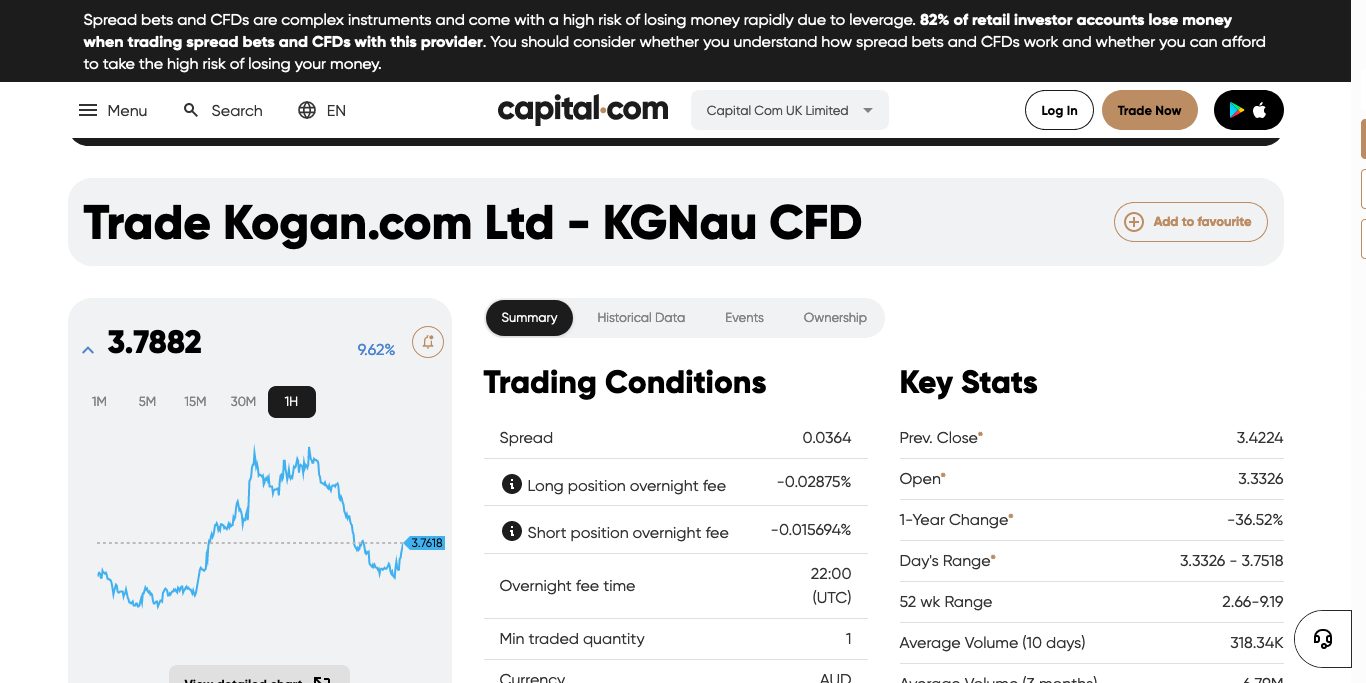 Spread bets and CFDs are complex instruments and come with a high risk of losing money rapidly due to leverage. 82% of retail investor accounts lose money
when trading spread bets and CFDs with this provider. You should consider whether you understand how spread bets and CFDs work and whether you can afford
to take the high risk of losing your money.
Menu Search EN capital.com Capital Com UK Limited Log In Trade Now
Trade Kogan.com Ltd - KGNau CFD Add to favourite
3.7882 9.62%
1M 5M 15M 30M 1H
3.7618
View detailed chart
Summary Historical Data Events Ownership
Trading Conditions
Spread 0.0364
Long position overnight fee -0.02875%
Short position overnight fee -0.015694%
Overnight fee time 22:00 (UTC)
Min traded quantity 1
Currency AUD
Key Stats
Prev. Close* 3.4224
Open* 3.3326
1-Year Change* -36.52%
Day's Range* 3.3326 - 3.7518
52 wk Range 2.66-9.19
Average Volume (10 days) 318.34K
Average Volume (3 months) 6.79M